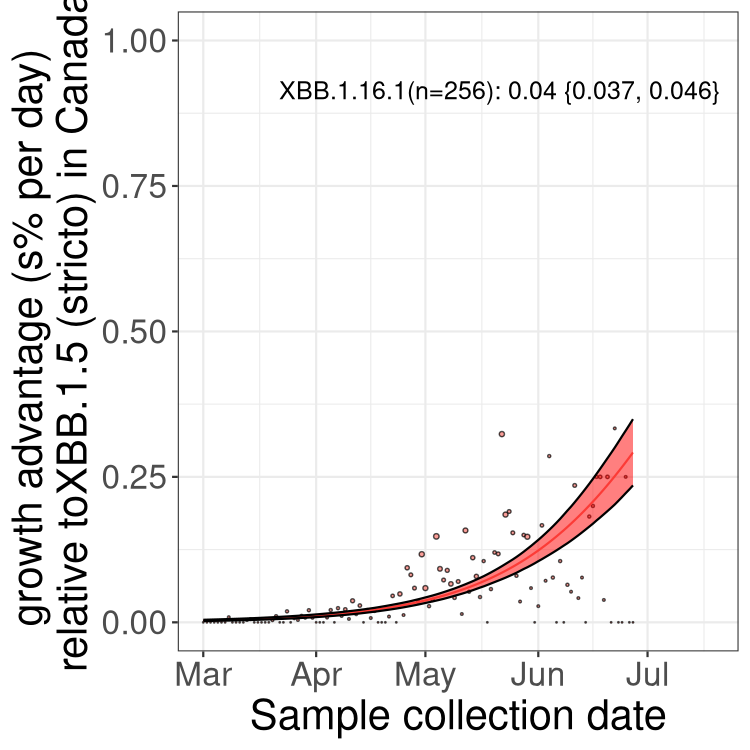 growth advantage (s% per day)
relative toXBB.1.5 (stricto) in Canada
1.00
0.75
0.50
0.25
0.00
XBB.1.16.1(n=256): 0.04 {0.037, 0.046}
Mar Apr May Jun Jul
Sample collection date